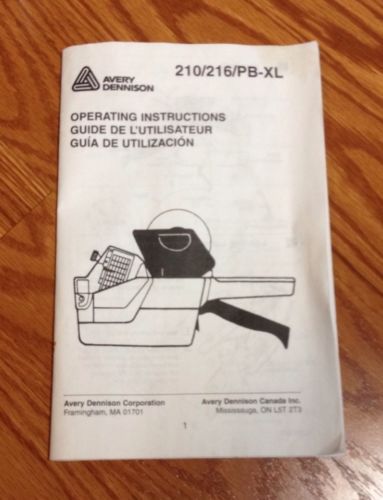 AVERY
DENNISON
210/216/PB-XL
OPERATING INSTRUCTIONS
GUIDE DE L'UTILISATEUR
GUÍA DE UTILIZACIÓN
Avery Dennison Corporation
Framingham, MA 01701
Avery Dennison Canada Inc.
Mississauga, ON L5T 2T3
1